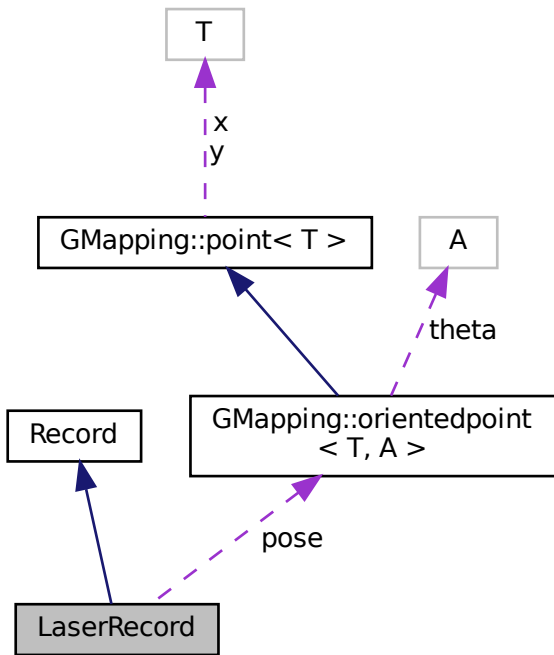 T
x
y
GMapping::point< T >
A
theta
GMapping::orientedpoint
< T, A >
Record
pose
LaserRecord